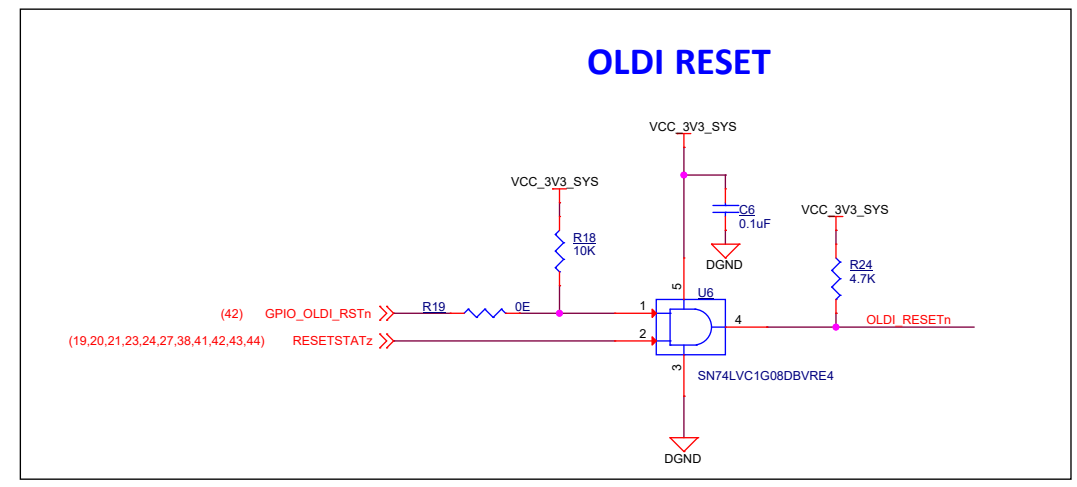 OLDI RESET
VCC_3V3_SYS
VCC_3V3_SYS
C6
0.1uF
VCC_3V3_SYS
R18
10K
DGND
R24
4.7K
5
U6
(42) GPIO_OLDI_RSTn
R19 0E
1
4
OLDI_RESETn
(19,20,21,23,24,27,38,41,42,43,44) RESETSTATz
2
3
SN74LVC1G08DBVRE4
DGND